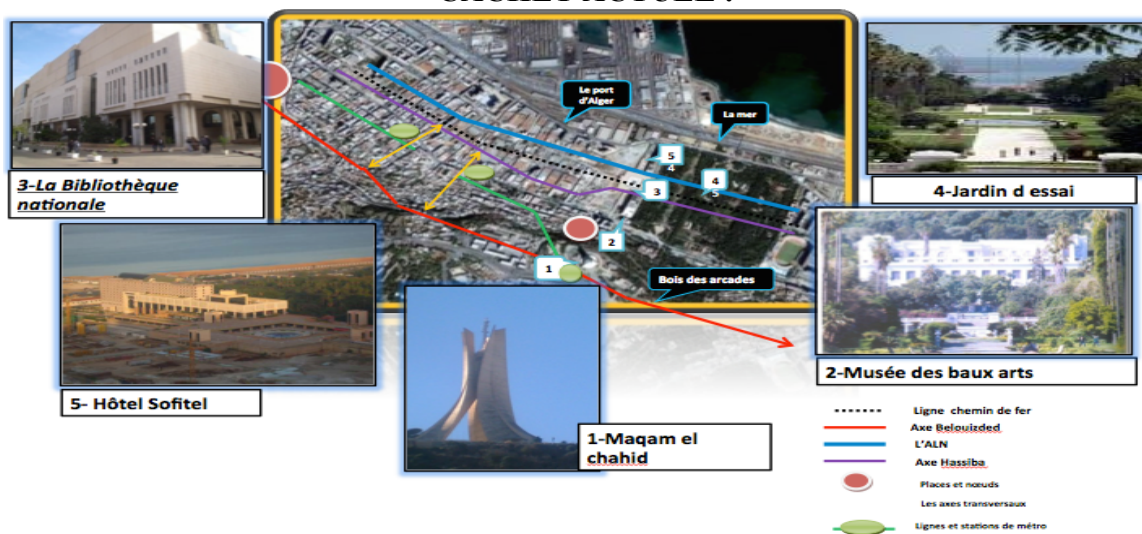 3-La Bibliothèque
nationale
Le port
d'Alger
La mer
4-Jardin d essai
5
4
4
5
3
2
1
Bois des arcades
5- Hôtel Sofitel
1-Maqam el
chahid
2-Musée des baux arts
Ligne chemin de fer
Axe Belouizded
L'ALN
Axe Hassiba
Places et nœuds
Les axes transversaux
Lignes et stations de métro